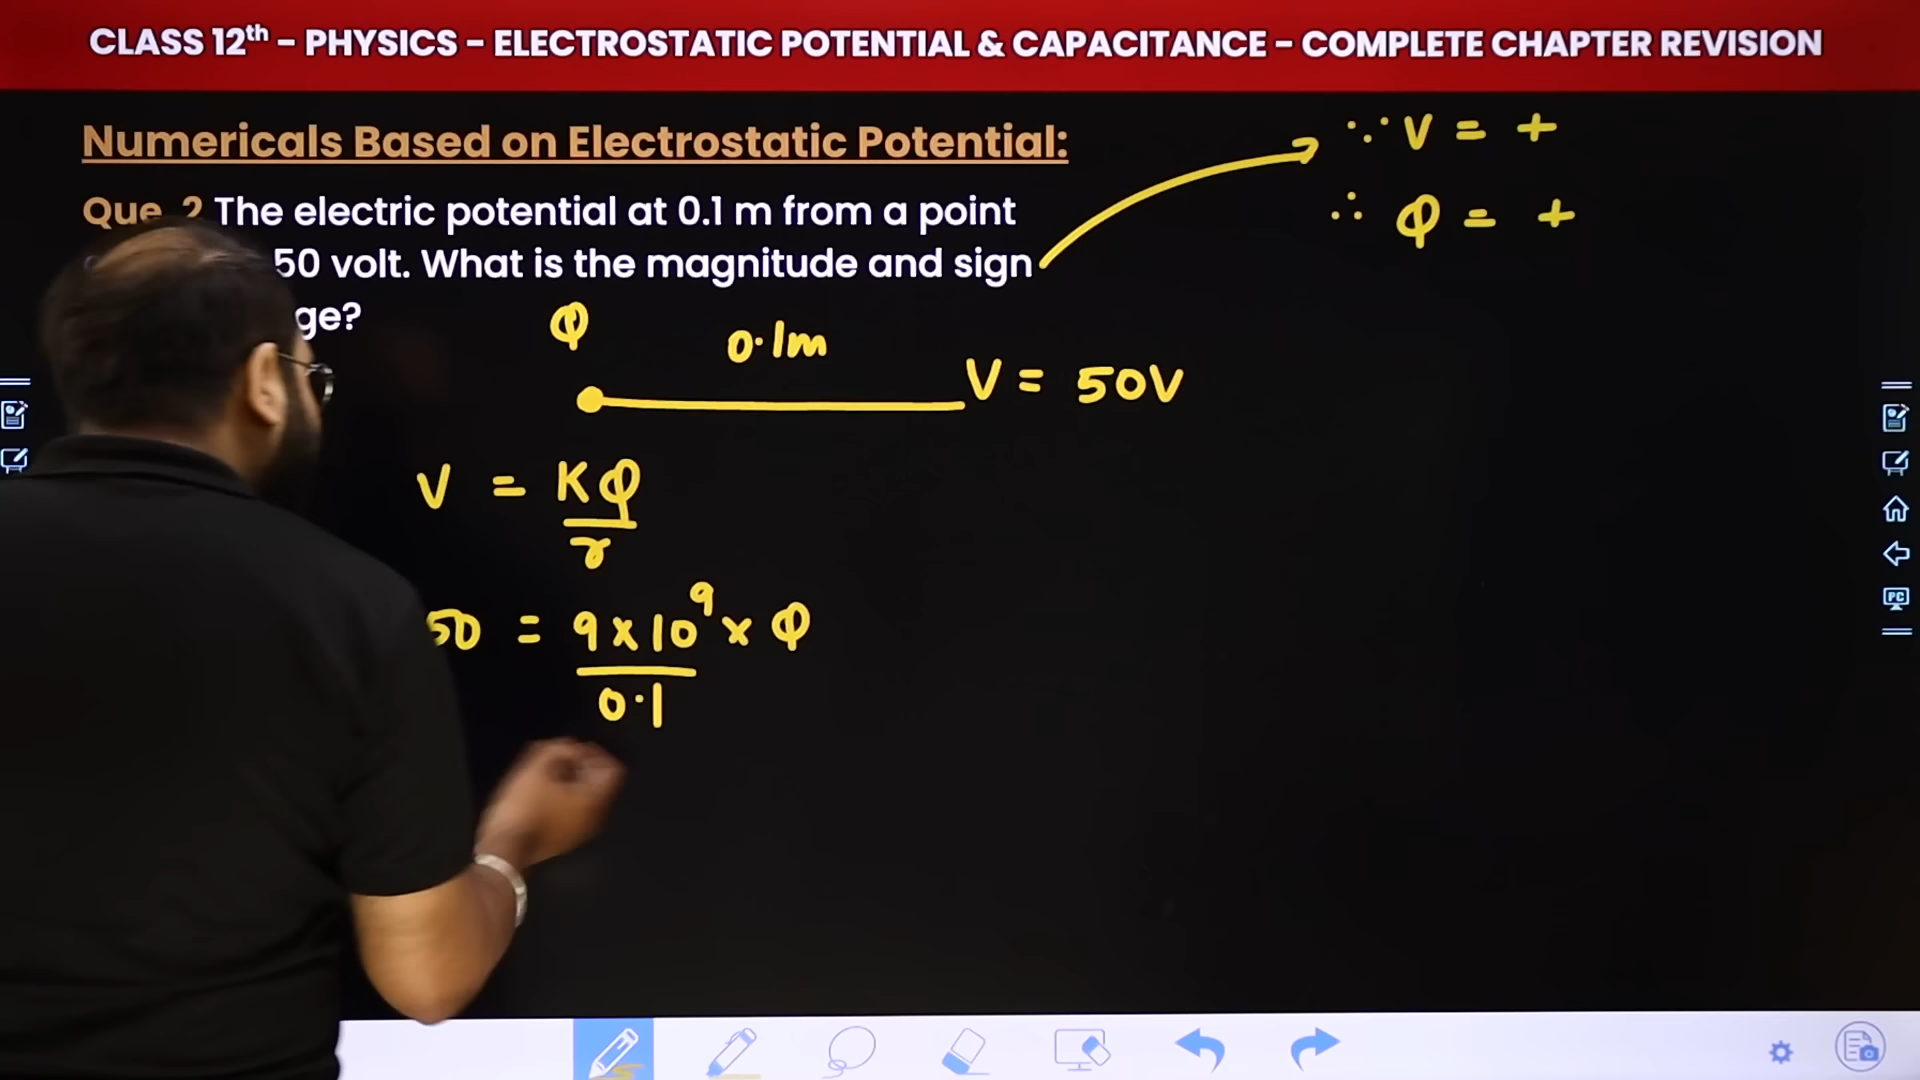 CLASS 12th – PHYSICS – ELECTROSTATIC POTENTIAL & CAPACITANCE – COMPLETE CHAPTER REVISION
Numericals Based on Electrostatic Potential:
Que. 2 The electric potential at 0.1 m from a point
50 volt. What is the magnitude and sign
ge?
∵ V = +
∴ Q = +
Q
0.1m
V = 50V
V = KQ
r
50 = 9×10⁹ × Q
0.1
PC